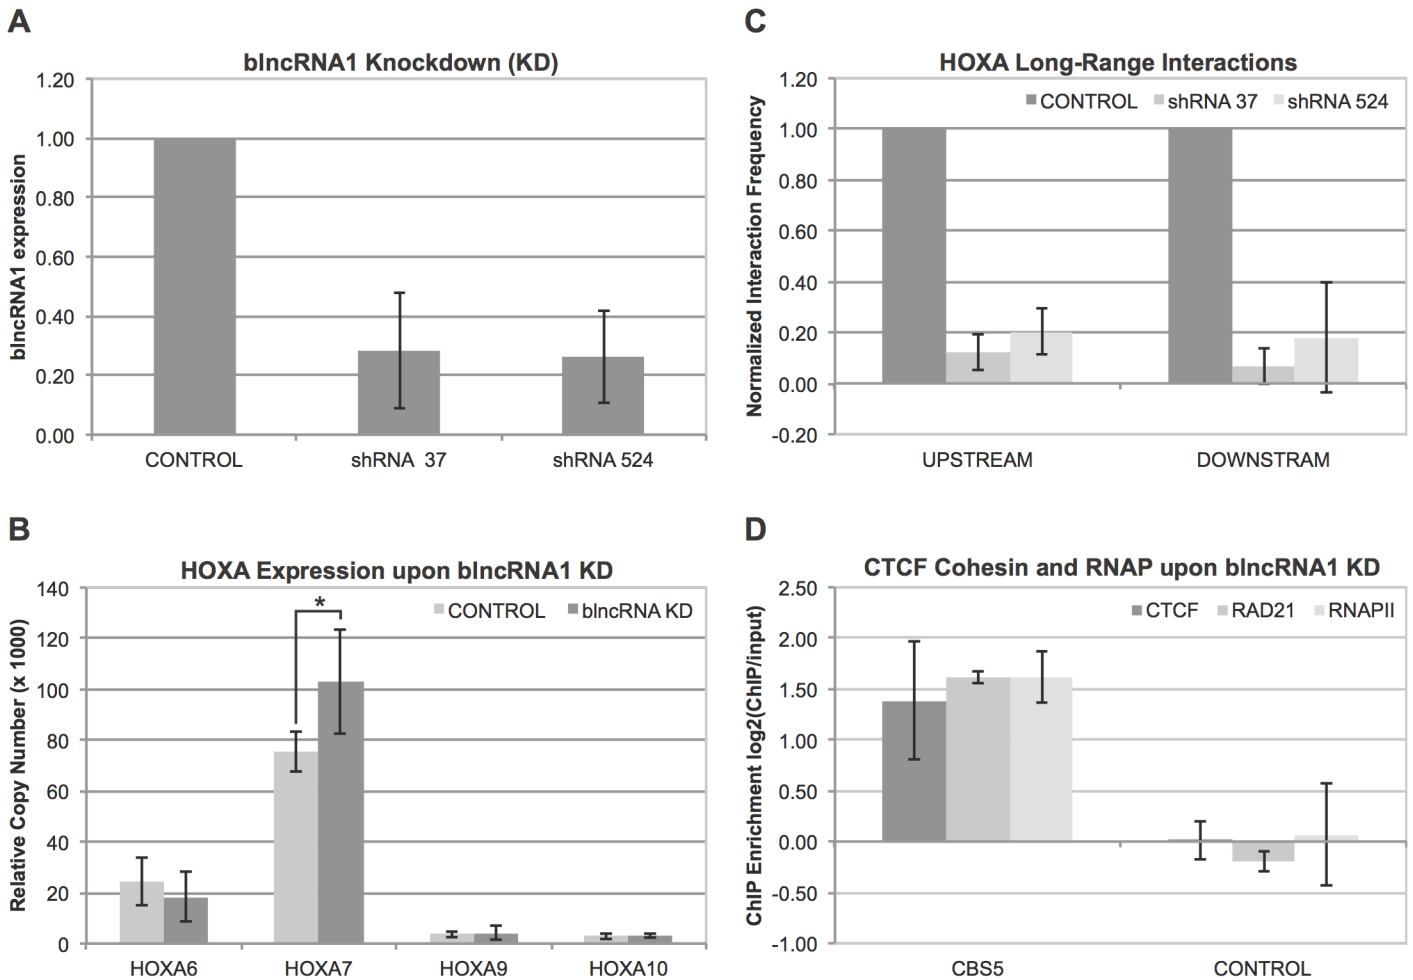 A
blncRNA1 Knockdown (KD)
blncRNA1 expression
1.20
1.00
0.80
0.60
0.40
0.20
0.00
CONTROL
shRNA 37
shRNA 524
C
HOXA Long-Range Interactions
CONTROL shRNA 37 shRNA 524
Normalized Interaction Frequency
1.20
1.00
0.80
0.60
0.40
0.20
0.00
-0.20
UPSTREAM
DOWNSTRAM
B
HOXA Expression upon blncRNA1 KD
CONTROL blncRNA KD
*
Relative Copy Number (x 1000)
140
120
100
80
60
40
20
0
HOXA6
HOXA7
HOXA9
HOXA10
D
CTCF Cohesin and RNAP upon blncRNA1 KD
CTCF RAD21 RNAPII
ChIP Enrichment log2(ChIP/input)
2.50
2.00
1.50
1.00
0.50
0.00
-0.50
-1.00
CBS5
CONTROL